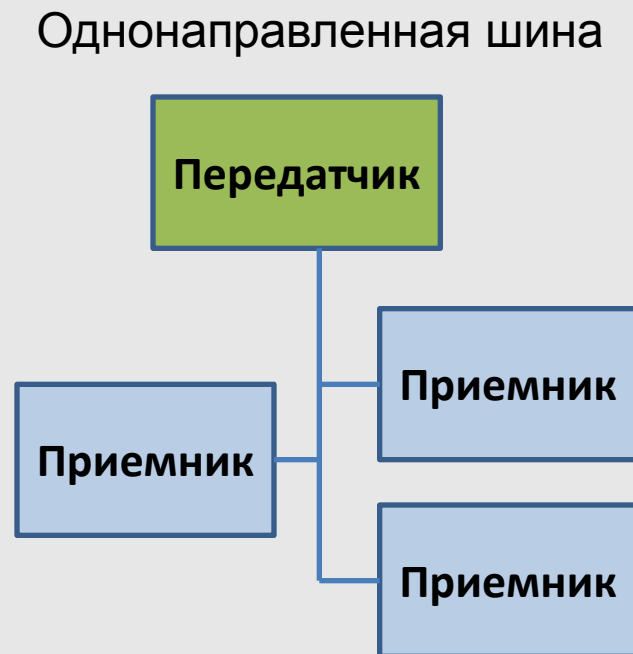 Однонаправленная шина
Передатчик
Приемник
Приемник
Приемник